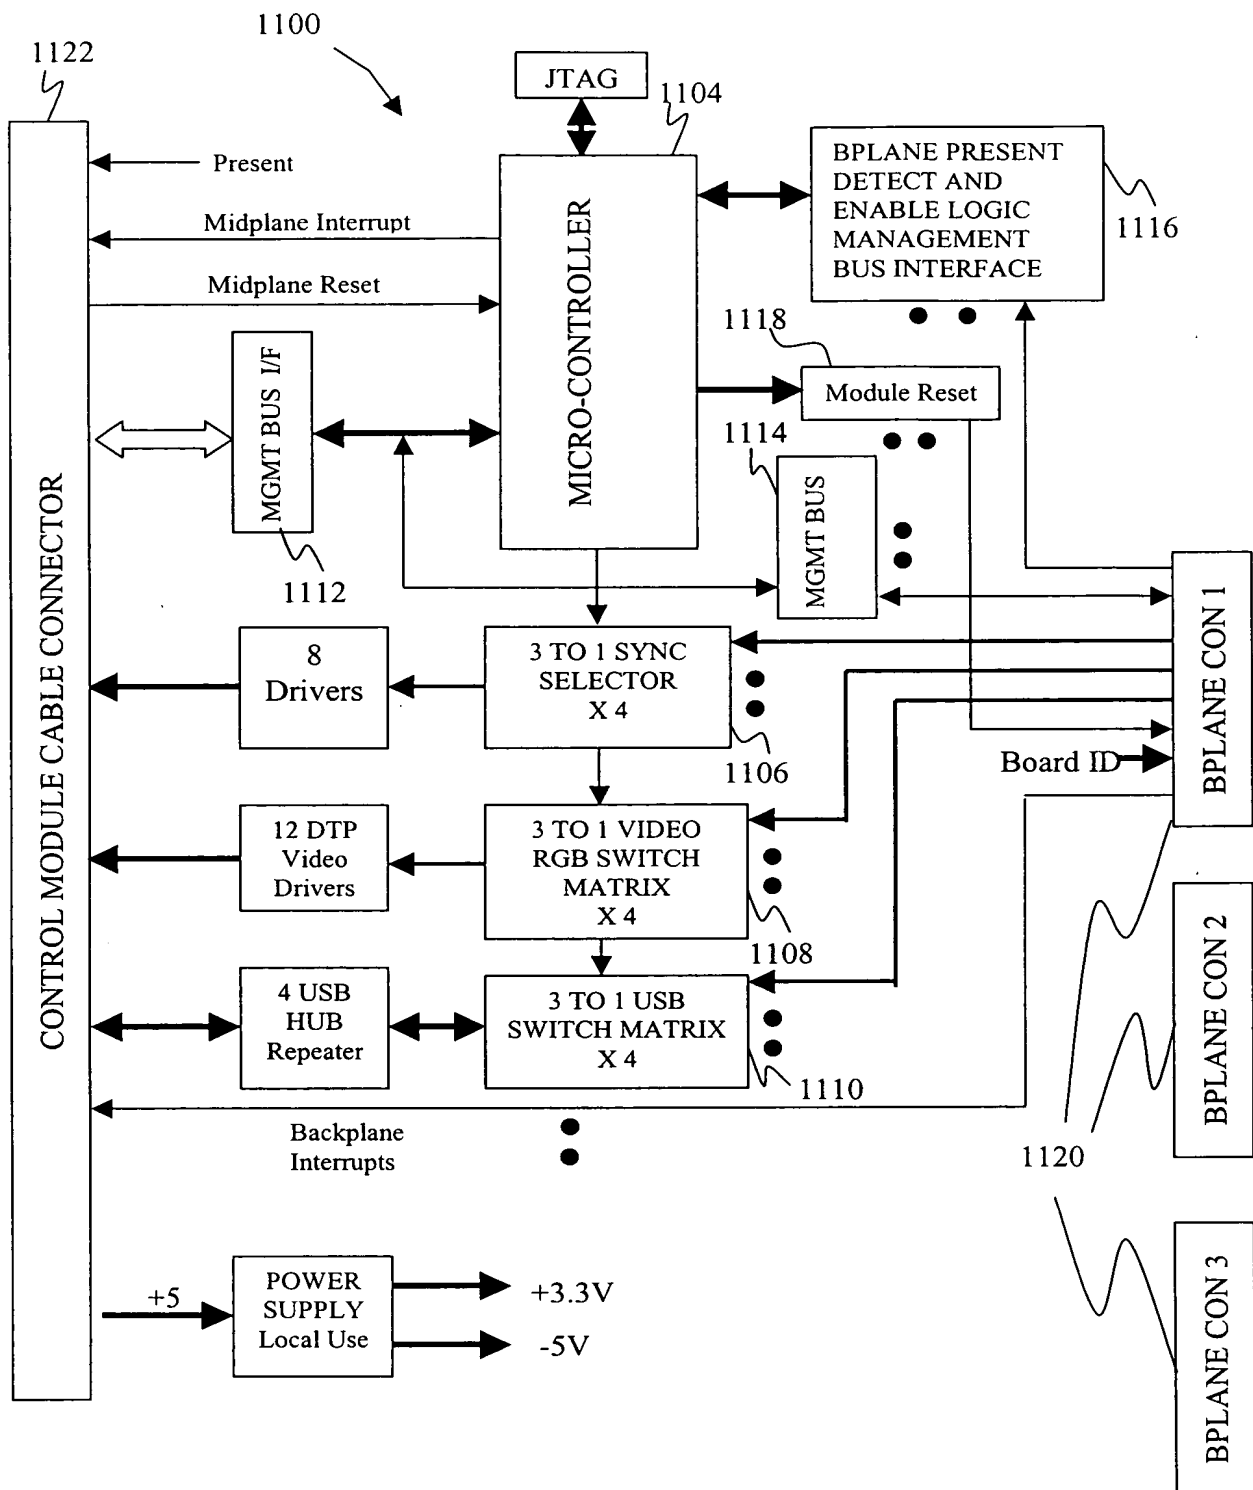 1100
1122
JTAG
1104
Present
BPLANE PRESENT
DETECT AND
ENABLE LOGIC
MANAGEMENT
BUS INTERFACE
1116
Midplane Interrupt
Midplane Reset
MICRO-CONTROLLER
1118
Module Reset
MGMT BUS I/F
1112
1114
MGMT BUS
CONTROL MODULE CABLE CONNECTOR
8
Drivers
3 TO 1 SYNC
SELECTOR
X 4
1106
Board ID
BPLANE CON 1
12 DTP
Video
Drivers
3 TO 1 VIDEO
RGB SWITCH
MATRIX
X 4
1108
BPLANE CON 2
4 USB
HUB
Repeater
3 TO 1 USB
SWITCH MATRIX
X 4
1110
Backplane
Interrupts
1120
BPLANE CON 3
+5
POWER
SUPPLY
Local Use
+3.3V
-5V